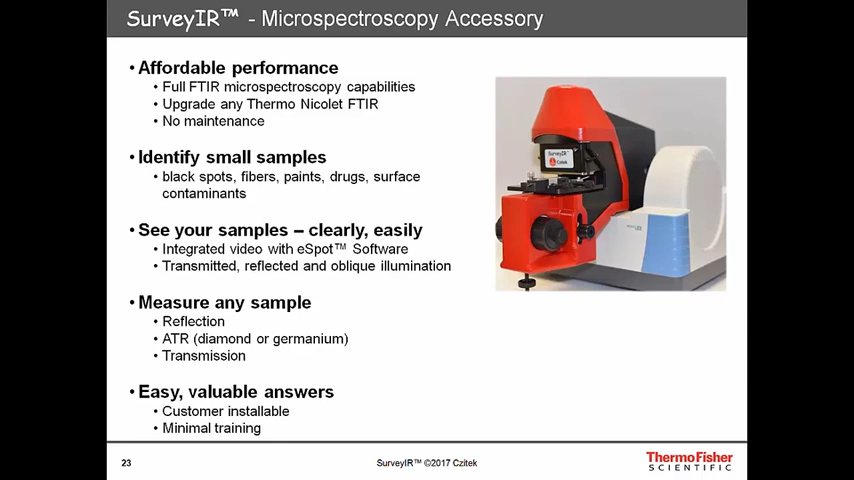 SurveyIR™ - Microspectroscopy Accessory
• Affordable performance
• Full FTIR microspectroscopy capabilities
• Upgrade any Thermo Nicolet FTIR
• No maintenance
• Identify small samples
• black spots, fibers, paints, drugs, surface
contaminants
• See your samples – clearly, easily
• Integrated video with eSpot™ Software
• Transmitted, reflected and oblique illumination
• Measure any sample
• Reflection
• ATR (diamond or germanium)
• Transmission
• Easy, valuable answers
• Customer installable
• Minimal training
SurveyIR™
Czitek
23
SurveyIR™ ©2017 Czitek
ThermoFisher
SCIENTIFIC